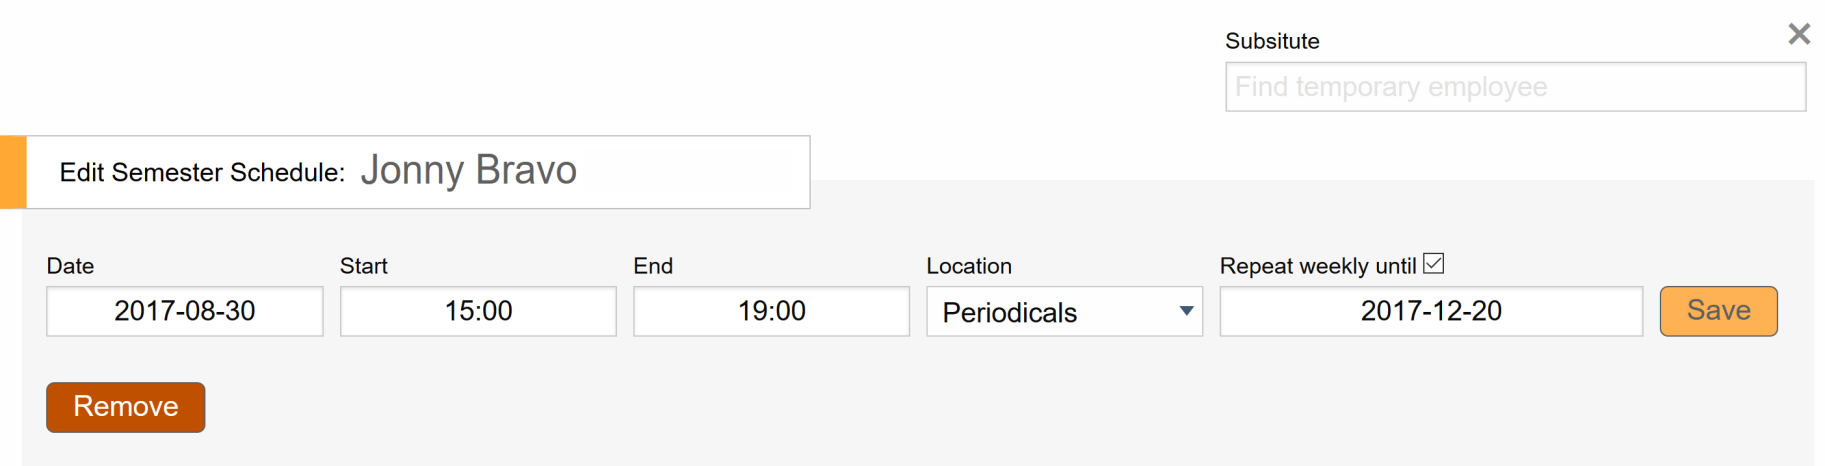 Subsitute
Find temporary employee
Edit Semester Schedule: Jonny Bravo
Date Start End Location Repeat weekly until
2017-08-30 15:00 19:00 Periodicals 2017-12-20 Save
Remove